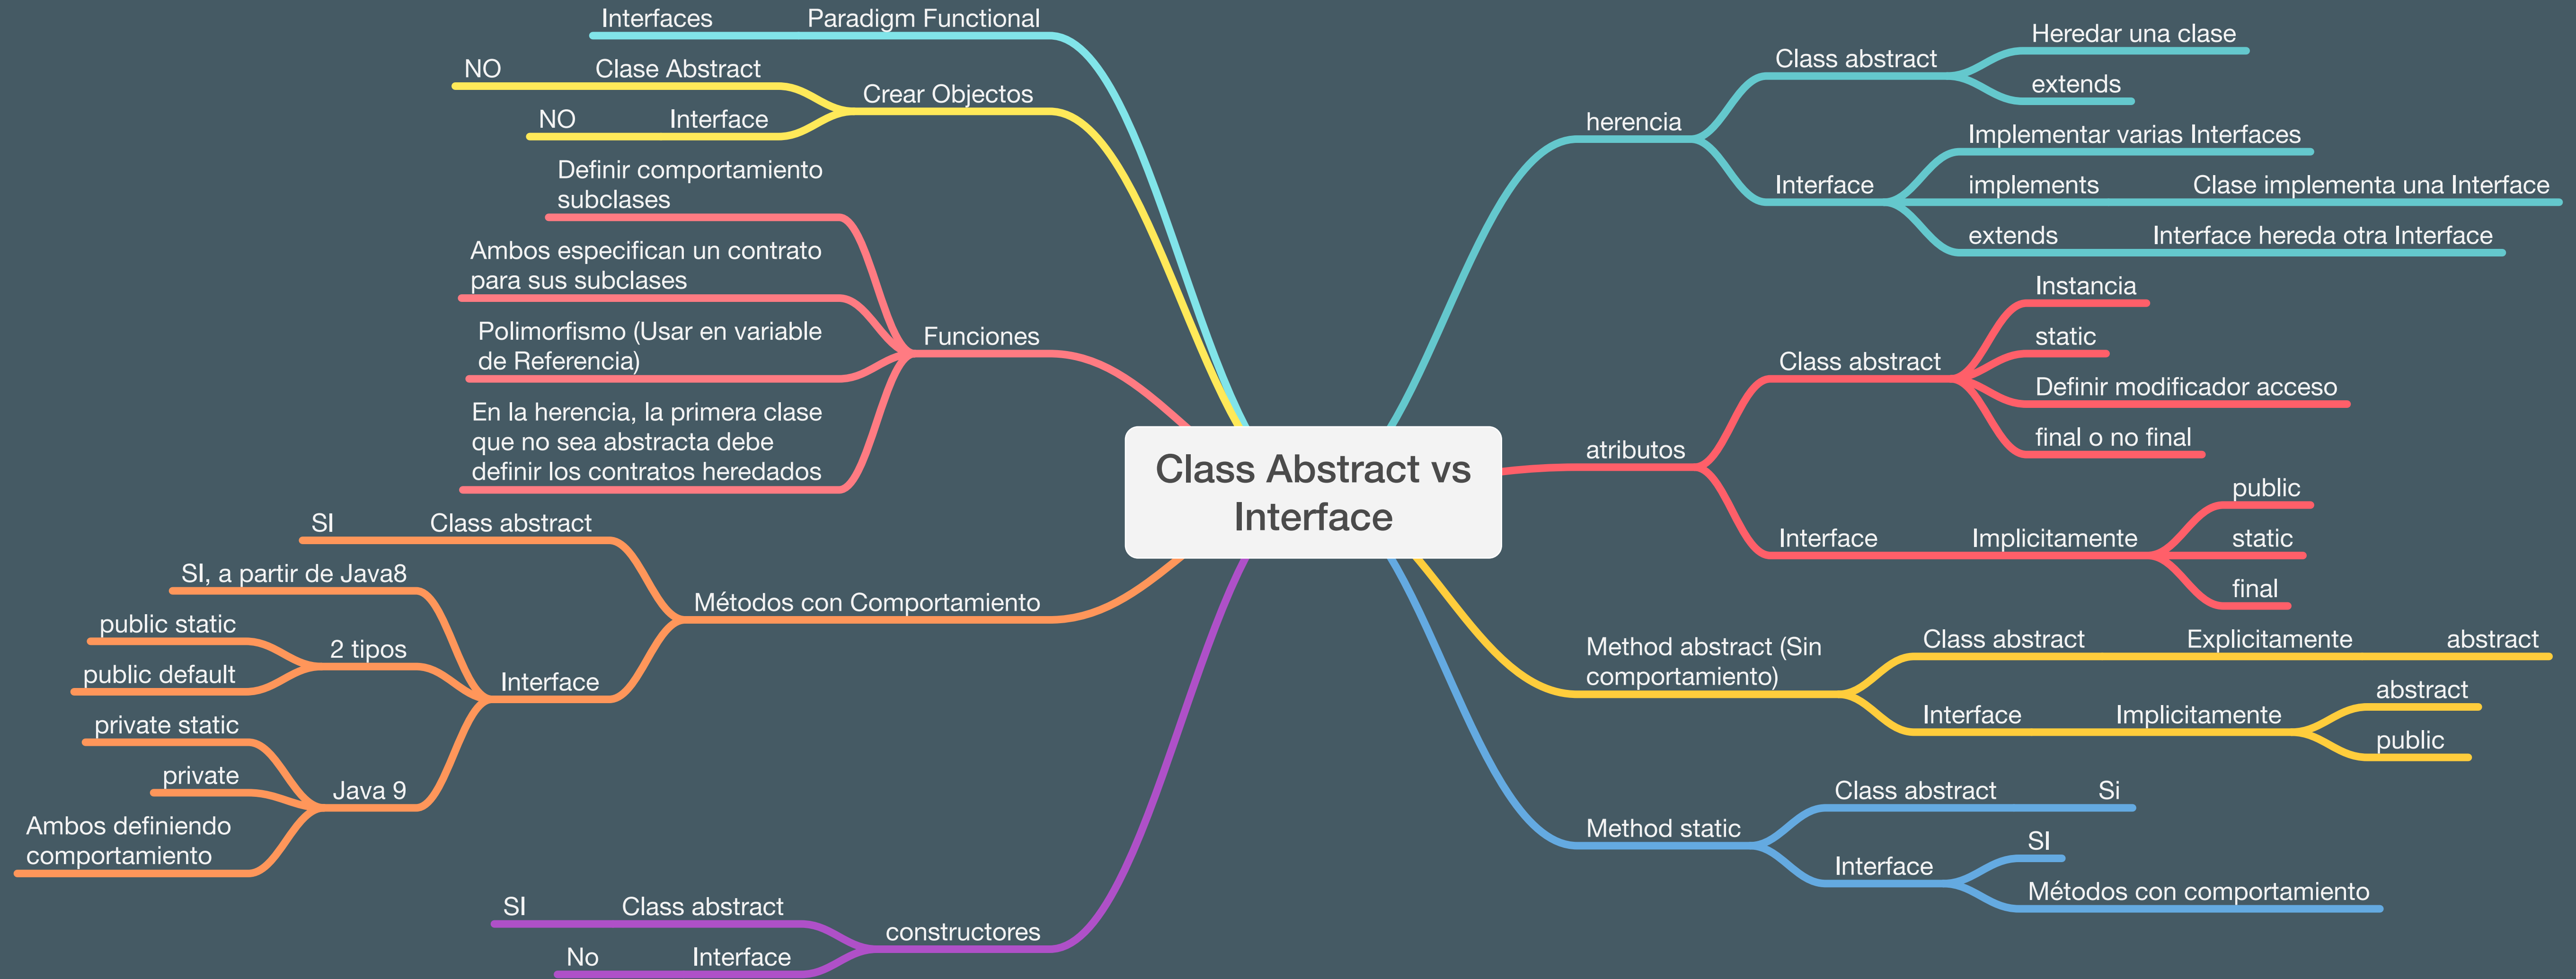 Class Abstract vs
Interface
Paradigm Functional
Interfaces
Crear Objectos
Clase Abstract
NO
Interface
NO
Funciones
Definir comportamiento
subclases
Ambos especifican un contrato
para sus subclases
Polimorfismo (Usar en variable
de Referencia)
En la herencia, la primera clase
que no sea abstracta debe
definir los contratos heredados
Métodos con Comportamiento
Class abstract
SI
Interface
SI, a partir de Java8
2 tipos
public static
public default
Java 9
private static
private
Ambos definiendo
comportamiento
constructores
Class abstract
SI
Interface
No
herencia
Class abstract
Heredar una clase
extends
Interface
Implementar varias Interfaces
implements
Clase implementa una Interface
extends
Interface hereda otra Interface
atributos
Class abstract
Instancia
static
Definir modificador acceso
final o no final
Interface
Implicitamente
public
static
final
Method abstract (Sin
comportamiento)
Class abstract
Explicitamente
abstract
Interface
Implicitamente
abstract
public
Method static
Class abstract
Si
Interface
SI
Métodos con comportamiento